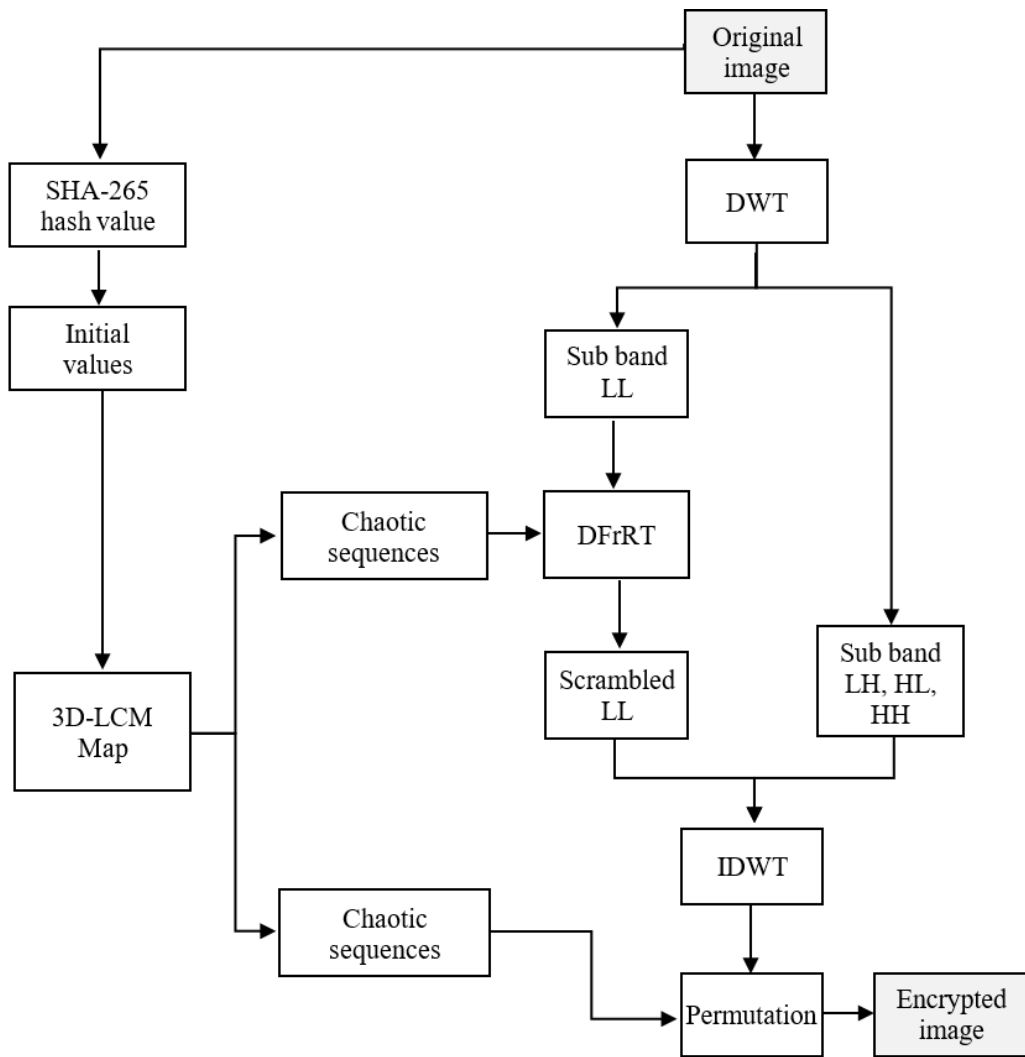 Original
image
SHA-265
hash value
DWT
Initial
values
Sub band
LL
Chaotic
sequences
DFrRT
Sub band
LH, HL,
HH
Scrambled
LL
3D-LCM
Map
IDWT
Chaotic
sequences
Permutation
Encrypted
image